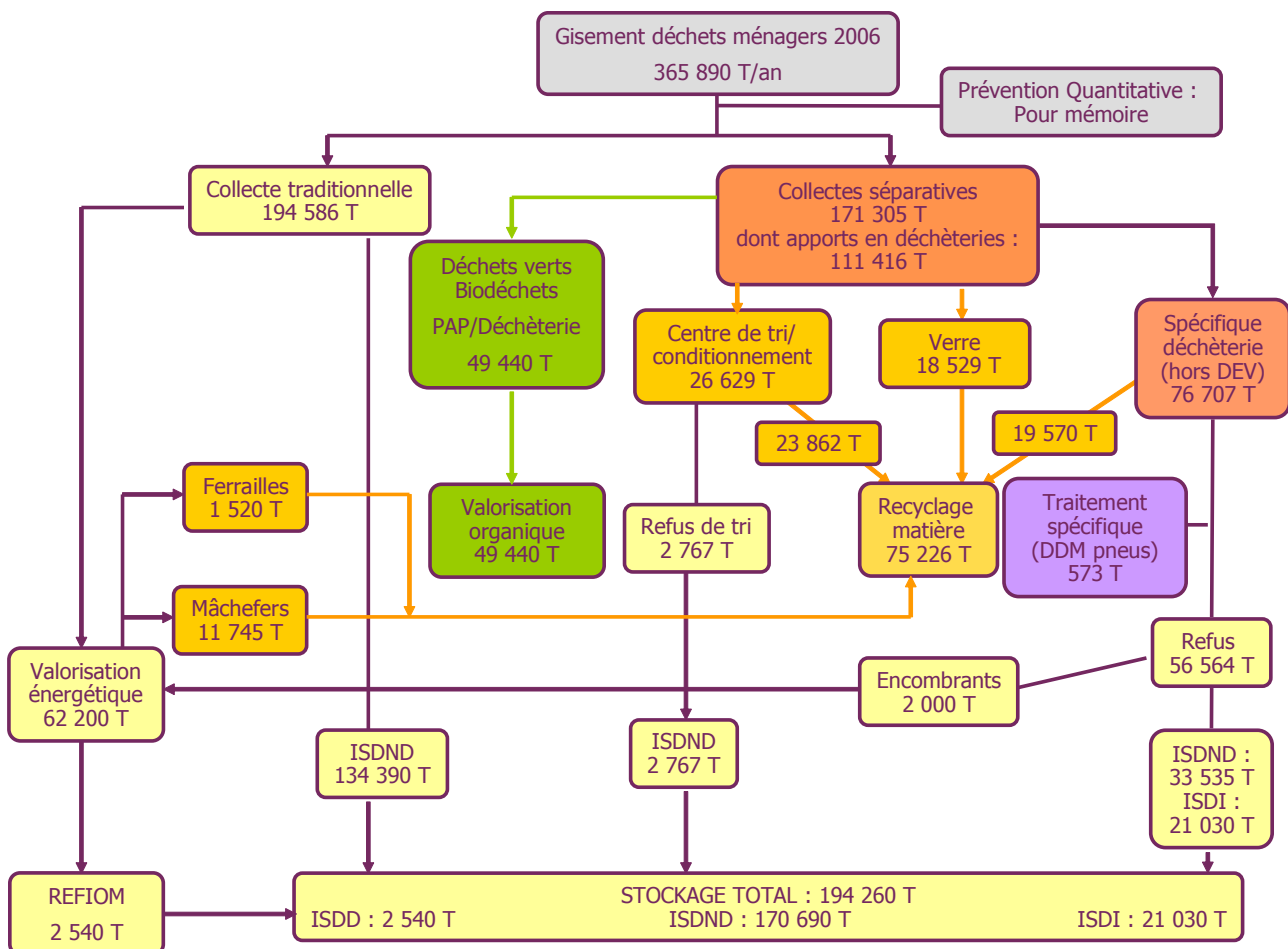 Gisement déchets ménagers 2006
365 890 T/an
Prévention Quantitative :
Pour mémoire
Collecte traditionnelle
194 586 T
Collectes séparatives
171 305 T
dont apports en déchèteries :
111 416 T
Déchets verts
Biodéchets
PAP/Déchèterie
49 440 T
Centre de tri/
conditionnement
26 629 T
Verre
18 529 T
Spécifique
déchèterie
(hors DEV)
76 707 T
23 862 T
19 570 T
Ferrailles
1 520 T
Valorisation
organique
49 440 T
Refus de tri
2 767 T
Recyclage
matière
75 226 T
Traitement
spécifique
(DDM pneus)
573 T
Mâchefers
11 745 T
Valorisation
énergétique
62 200 T
Encombrants
2 000 T
Refus
56 564 T
ISDND
134 390 T
ISDND
2 767 T
ISDND :
33 535 T
ISDI :
21 030 T
REFIOM
2 540 T
STOCKAGE TOTAL : 194 260 T
ISDD : 2 540 T ISDND : 170 690 T ISDI : 21 030 T